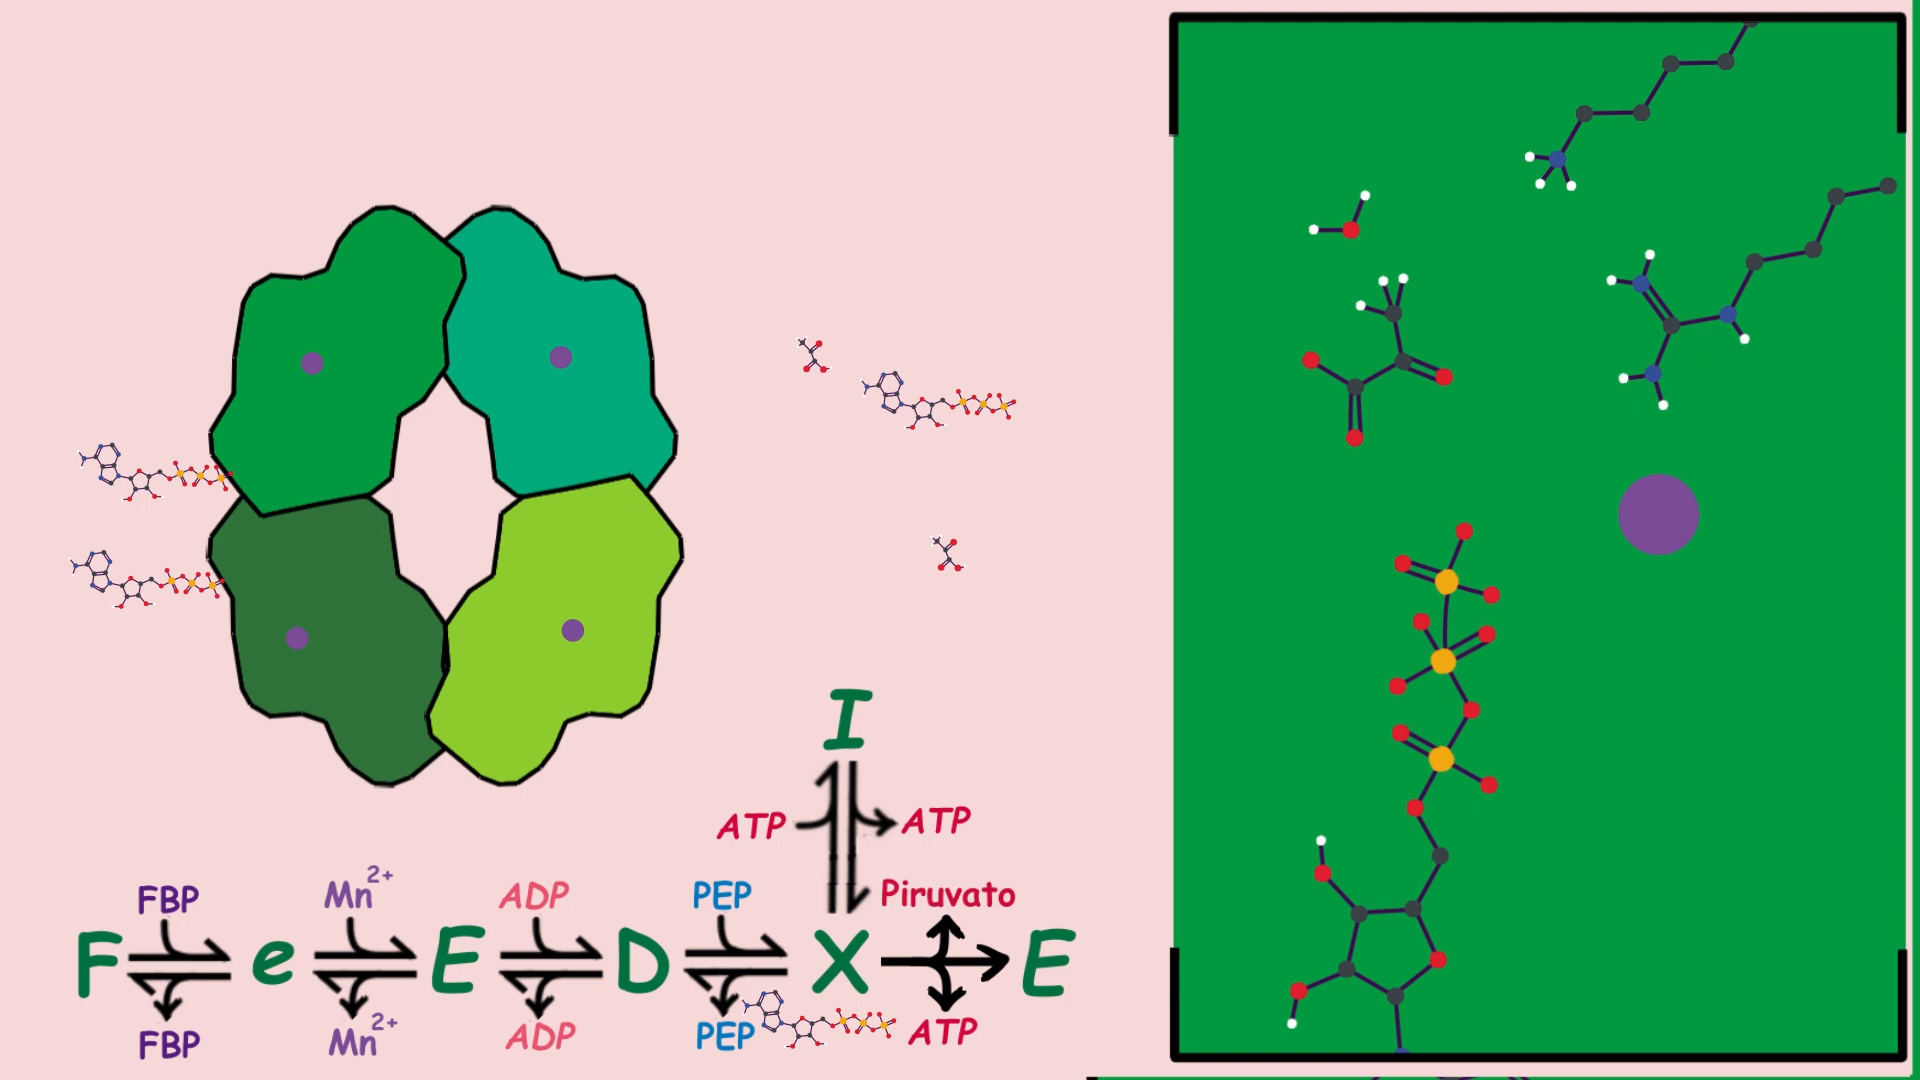 I
ATP ATP
FBP Mn2+ ADP PEP Piruvato
F e E D X E
FBP Mn2+ ADP PEP ATP